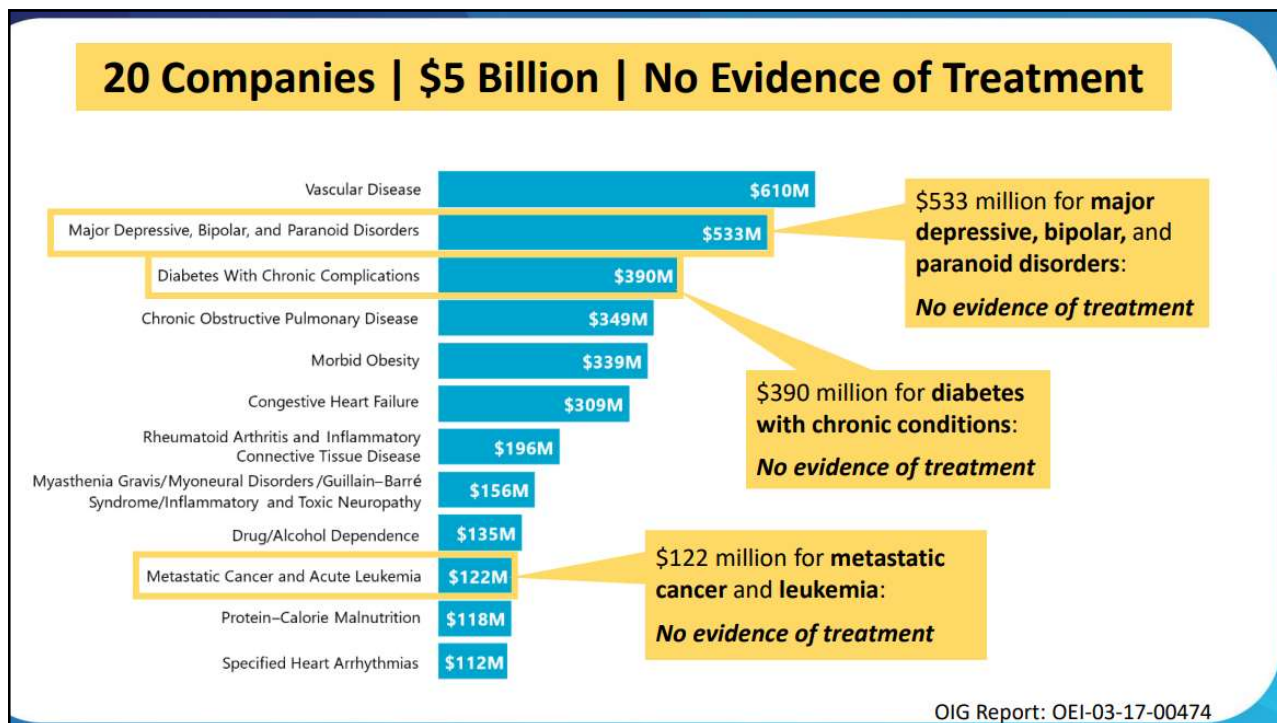 20 Companies | $5 Billion | No Evidence of Treatment
Vascular Disease
$610M
Major Depressive, Bipolar, and Paranoid Disorders
$533M
Diabetes With Chronic Complications
$390M
Chronic Obstructive Pulmonary Disease
$349M
Morbid Obesity
$339M
Congestive Heart Failure
$309M
Rheumatoid Arthritis and Inflammatory
Connective Tissue Disease
$196M
Myasthenia Gravis/Myoneural Disorders/Guillain–Barré
Syndrome/Inflammatory and Toxic Neuropathy
$156M
Drug/Alcohol Dependence
$135M
Metastatic Cancer and Acute Leukemia
$122M
Protein–Calorie Malnutrition
$118M
Specified Heart Arrhythmias
$112M
$533 million for major
depressive, bipolar, and
paranoid disorders:
No evidence of treatment
$390 million for diabetes
with chronic conditions:
No evidence of treatment
$122 million for metastatic
cancer and leukemia:
No evidence of treatment
OIG Report: OEI-03-17-00474